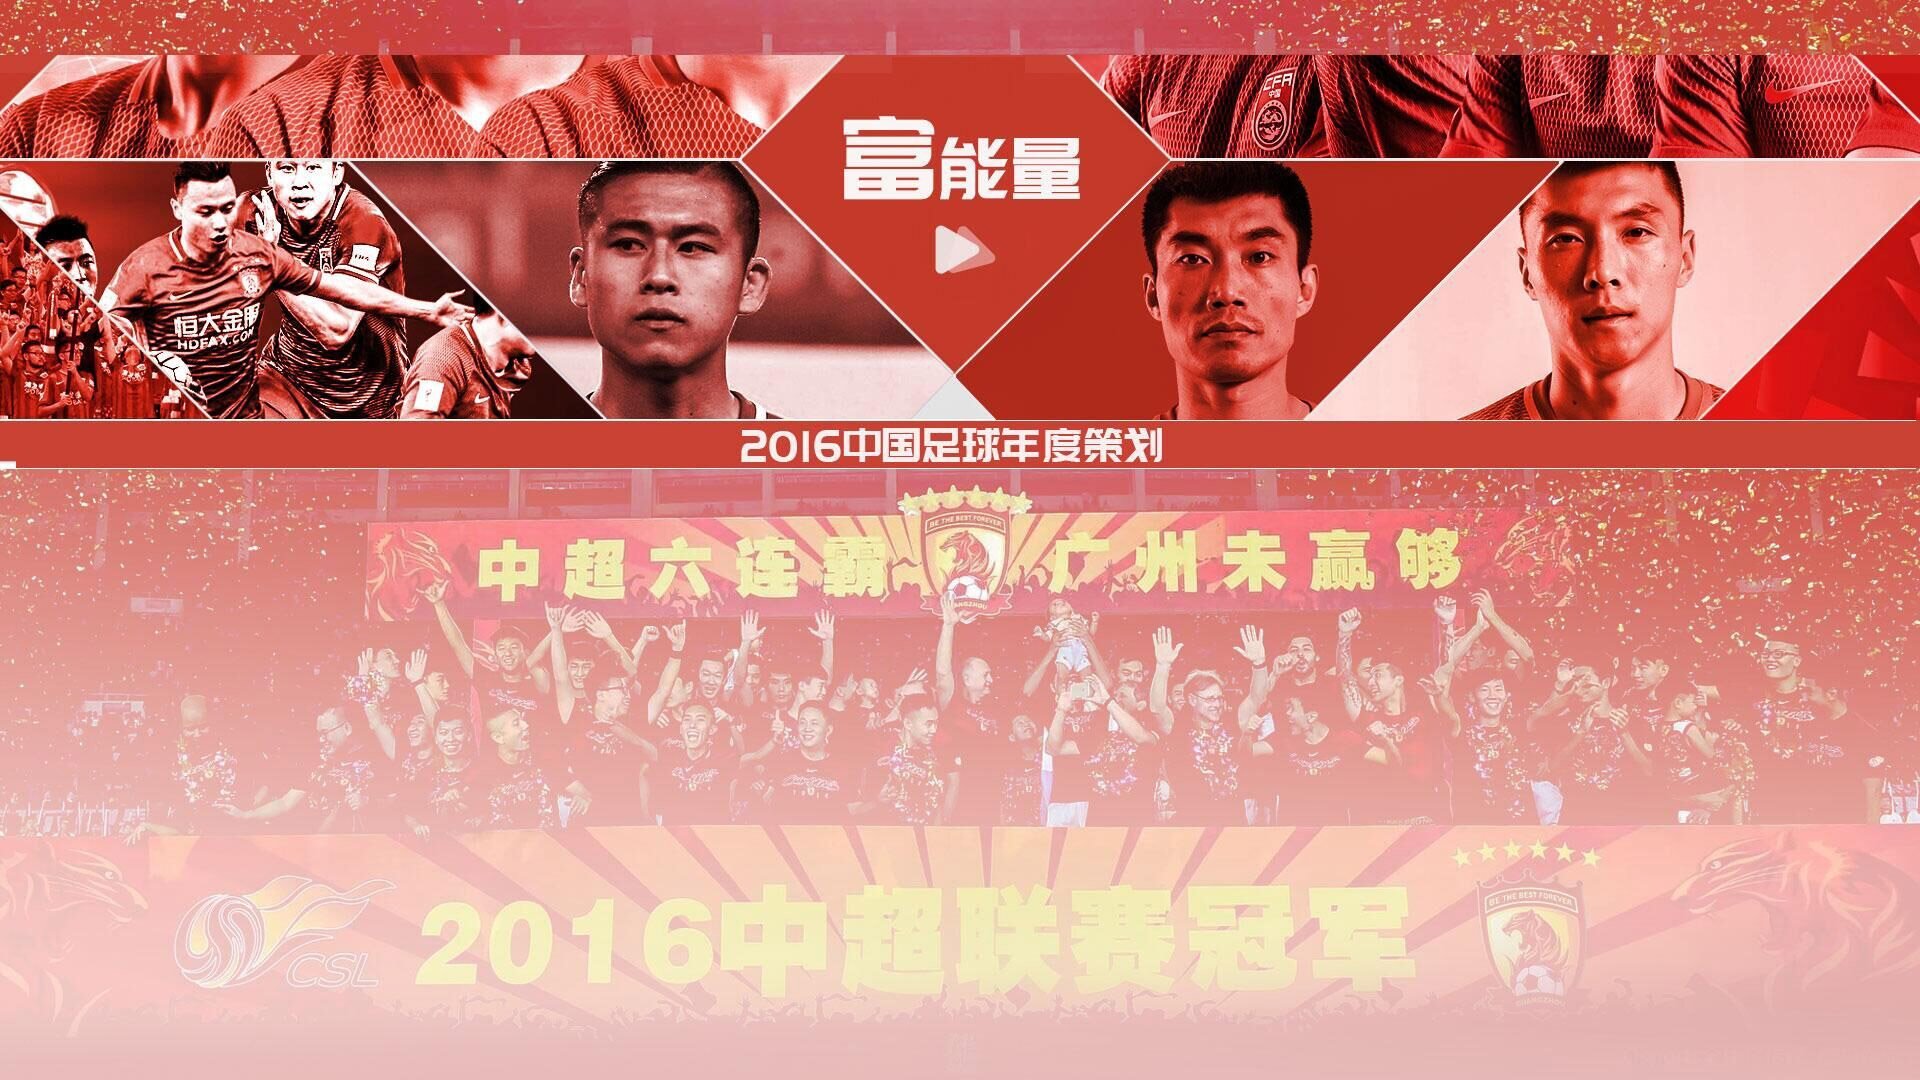 CFA
中国
富能量
恒大金服
HDFAX.COM
2016中国足球年度策划
BE THE BEST FOREVER
中超六连霸 广州未赢够
GUANGZHOU
CSL
2016中超联赛冠军
BE THE BEST FOREVER
GUANGZHOU